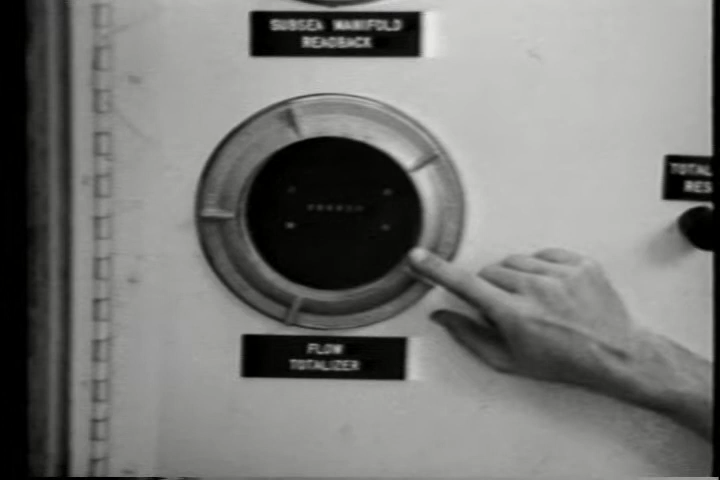 SUBSEA MANIFOLD
READBACK
TOTAL
RES
FLOW
TOTALIZER